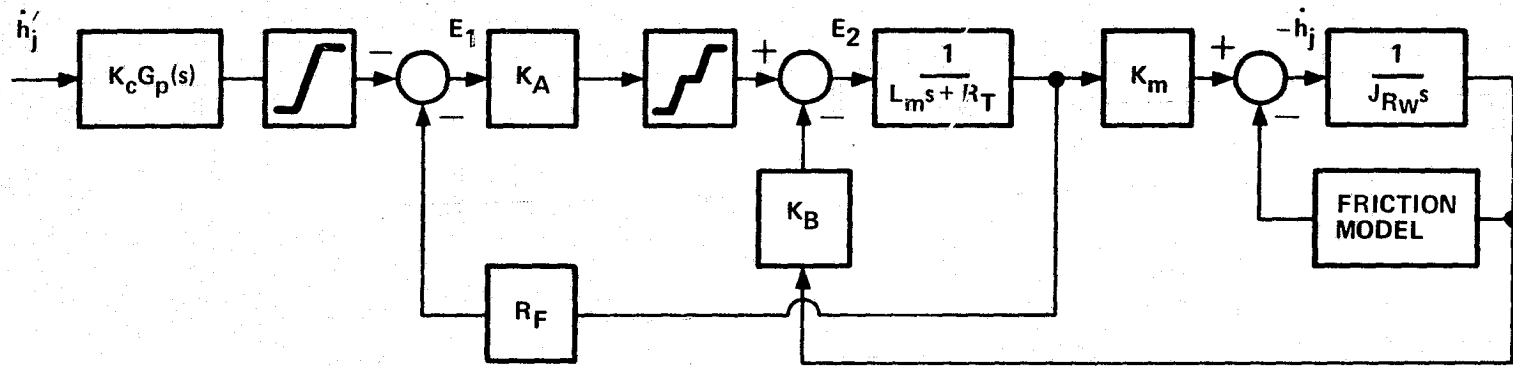 ḣ′j
KcGp(s)
−
E1
KA
+
E2
1
Lms + RT
Km
+
−ḣj
1
JRWs
−
−
−
KB
FRICTION
MODEL
RF